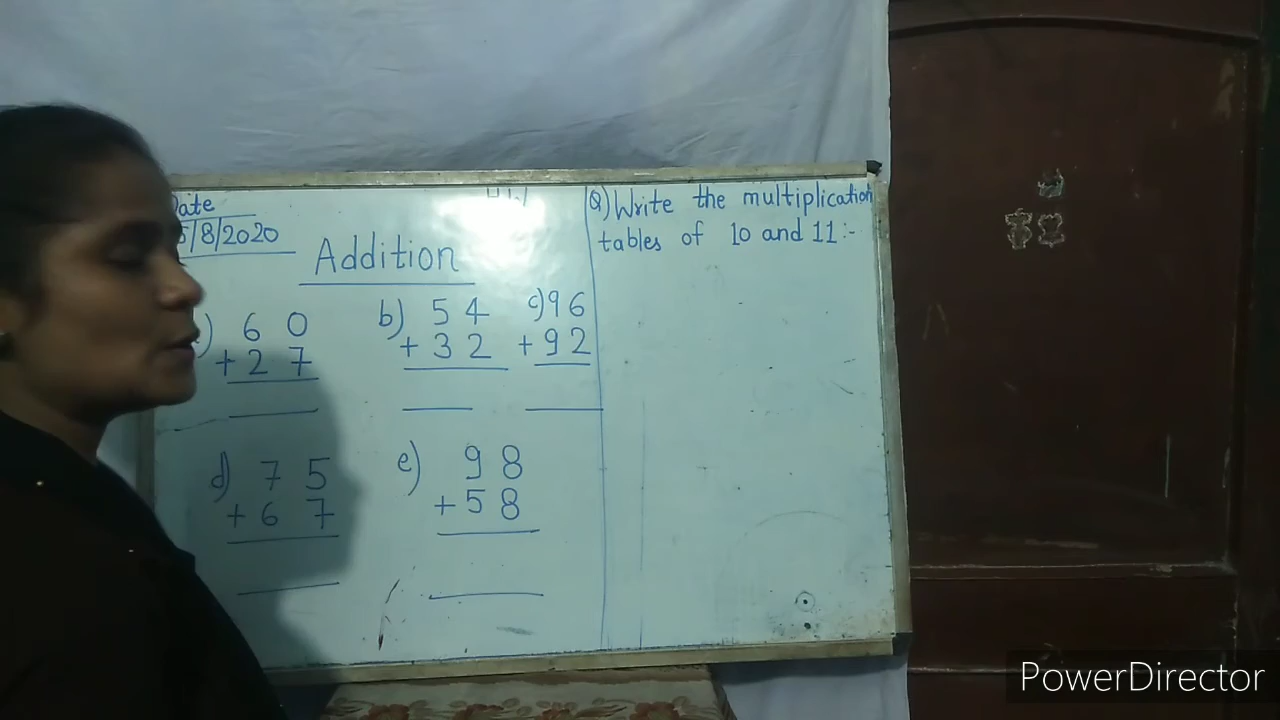 Date
5/8/2020
H.W
Addition
) 6 0
+ 2 7
b) 5 4
+ 3 2
c) 9 6
+ 9 2
d) 7 5
+ 6 7
e) 9 8
+ 5 8
Q) Write the multiplication
tables of 10 and 11 :-
PowerDirector